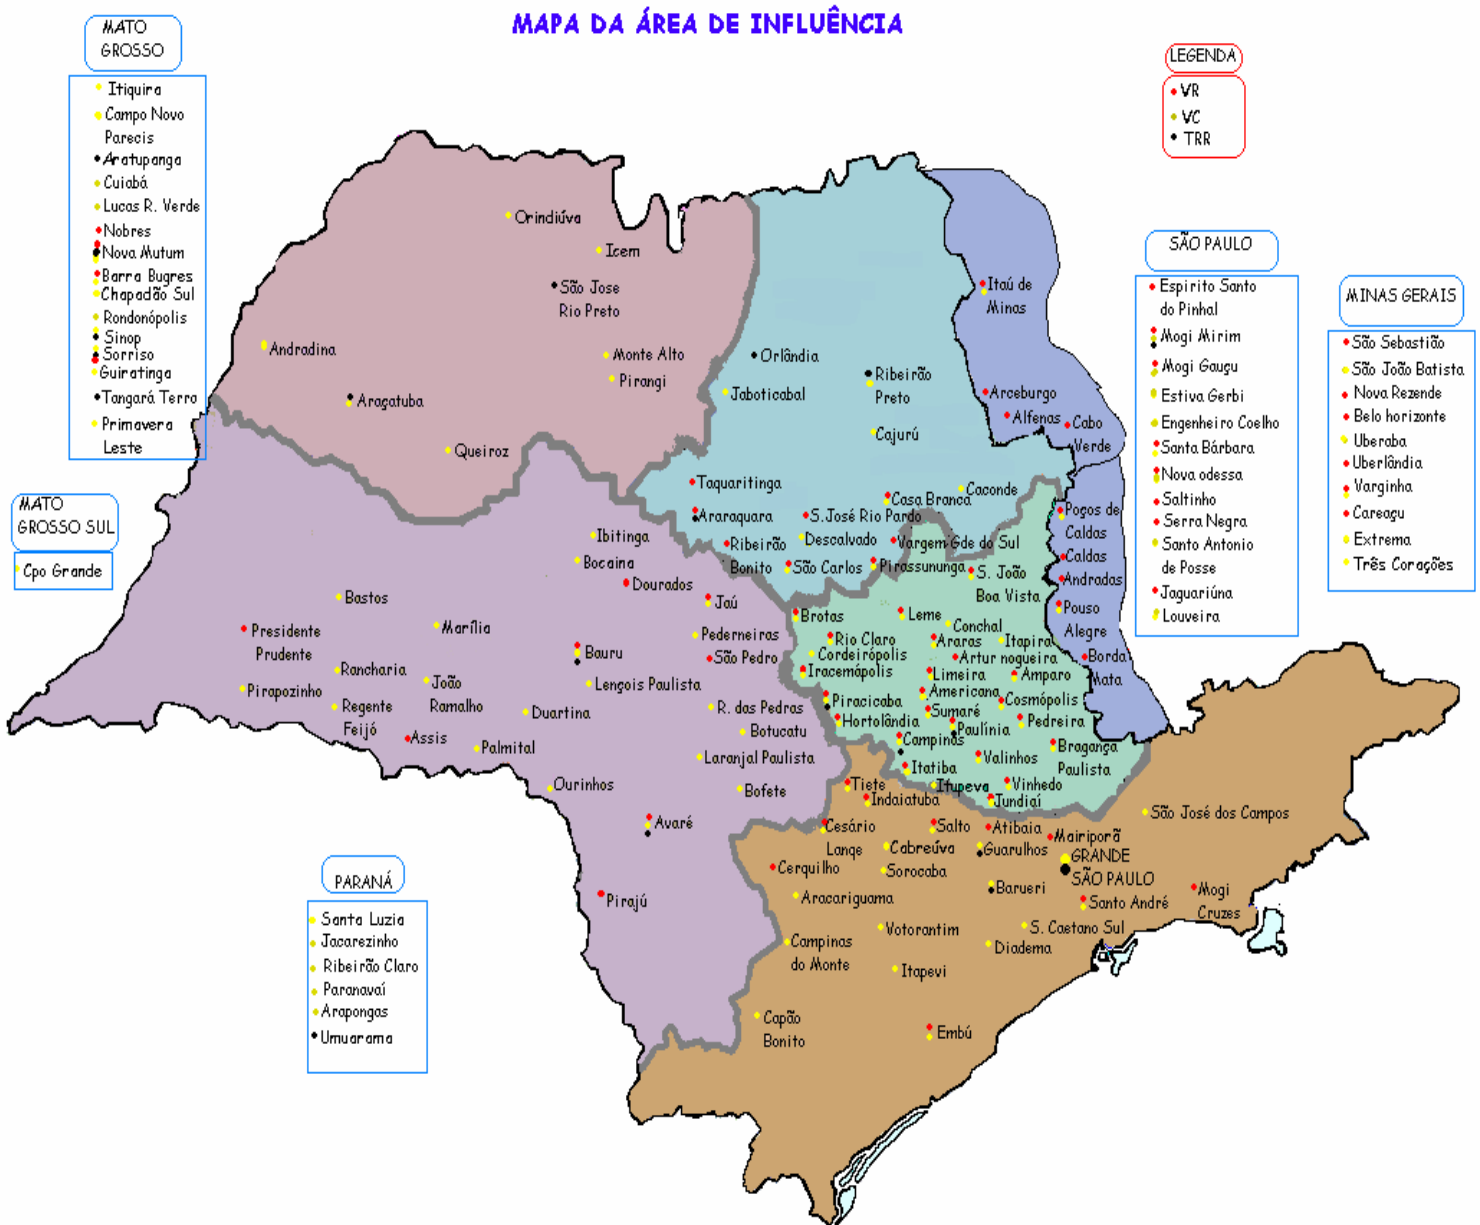 MAPA DA ÁREA DE INFLUÊNCIA
MATO
GROSSO
Itiquira
Campo Novo
Parecis
Aratupanga
Cuiabá
Lucas R. Verde
Nobres
Nova Mutum
Barra Bugres
Chapadão Sul
Rondonópolis
Sinop
Sorriso
Guiratinga
Tangará Terra
Primavera
Leste
MATO
GROSSO SUL
Cpo Grande
LEGENDA
VR
VC
TRR
SÃO PAULO
Espirito Santo
do Pinhal
Mogi Mirim
Mogi Gauçu
Estiva Gerbi
Engenheiro Coelho
Santa Bárbara
Nova odessa
Saltinho
Serra Negra
Santo Antonio
de Posse
Jaguariúna
Louveira
MINAS GERAIS
São Sebastião
São João Batista
Nova Rezende
Belo horizonte
Uberaba
Uberlândia
Varginha
Careaçu
Extrema
Três Corações
PARANÁ
Santa Luzia
Jacarezinho
Ribeirão Claro
Paranavaí
Arapongas
Umuarama
Orindiúva
Icem
São Jose
Rio Preto
Andradina
Monte Alto
Pirangi
Araçatuba
Queiroz
Orlândia
Ribeirão
Preto
Jaboticabal
Cajurú
Taquaritinga
Casa Branca
Caconde
Araraquara
S.José Rio Pardo
Descalvado
Vargem Gde do Sul
Ribeirão
Bonito
São Carlos
Pirassununga
Itaú de
Minas
Arceburgo
Alfenas
Cabo
Verde
Poços de
Caldas
Caldas
Andradas
Pouso
Alegre
Borda
Mata
Ibitinga
Bocaina
Dourados
Bastos
Jaú
Marília
Pederneiras
Presidente
Prudente
Bauru
São Pedro
Rancharia
João
Ramalho
Lençois Paulista
Pirapozinho
Regente
Feijó
Duartina
R. das Pedras
Botucatu
Assis
Palmital
Laranjal Paulista
Ourinhos
Bofete
Avaré
Pirajú
S. João
Boa Vista
Brotas
Leme
Conchal
Rio Claro
Araras
Itapira
Cordeirópolis
Artur nogueira
Iracemápolis
Limeira
Amparo
Piracicaba
Americana
Cosmópolis
Hortolândia
Sumaré
Paulínia
Pedreira
Campinas
Bragança
Paulista
Valinhos
Itatiba
Itupeva
Vinhedo
Jundiaí
Tiete
Indaiatuba
São José dos Campos
Cesário
Lange
Salto
Atibaia
Mairiporã
Cabreúva
Guarulhos
GRANDE
SÃO PAULO
Cerquilho
Sorocaba
Barueri
Mogi
Cruzes
Aracariguama
Santo André
Votorantim
S. Caetano Sul
Campinas
do Monte
Diadema
Itapevi
Capão
Bonito
Embú